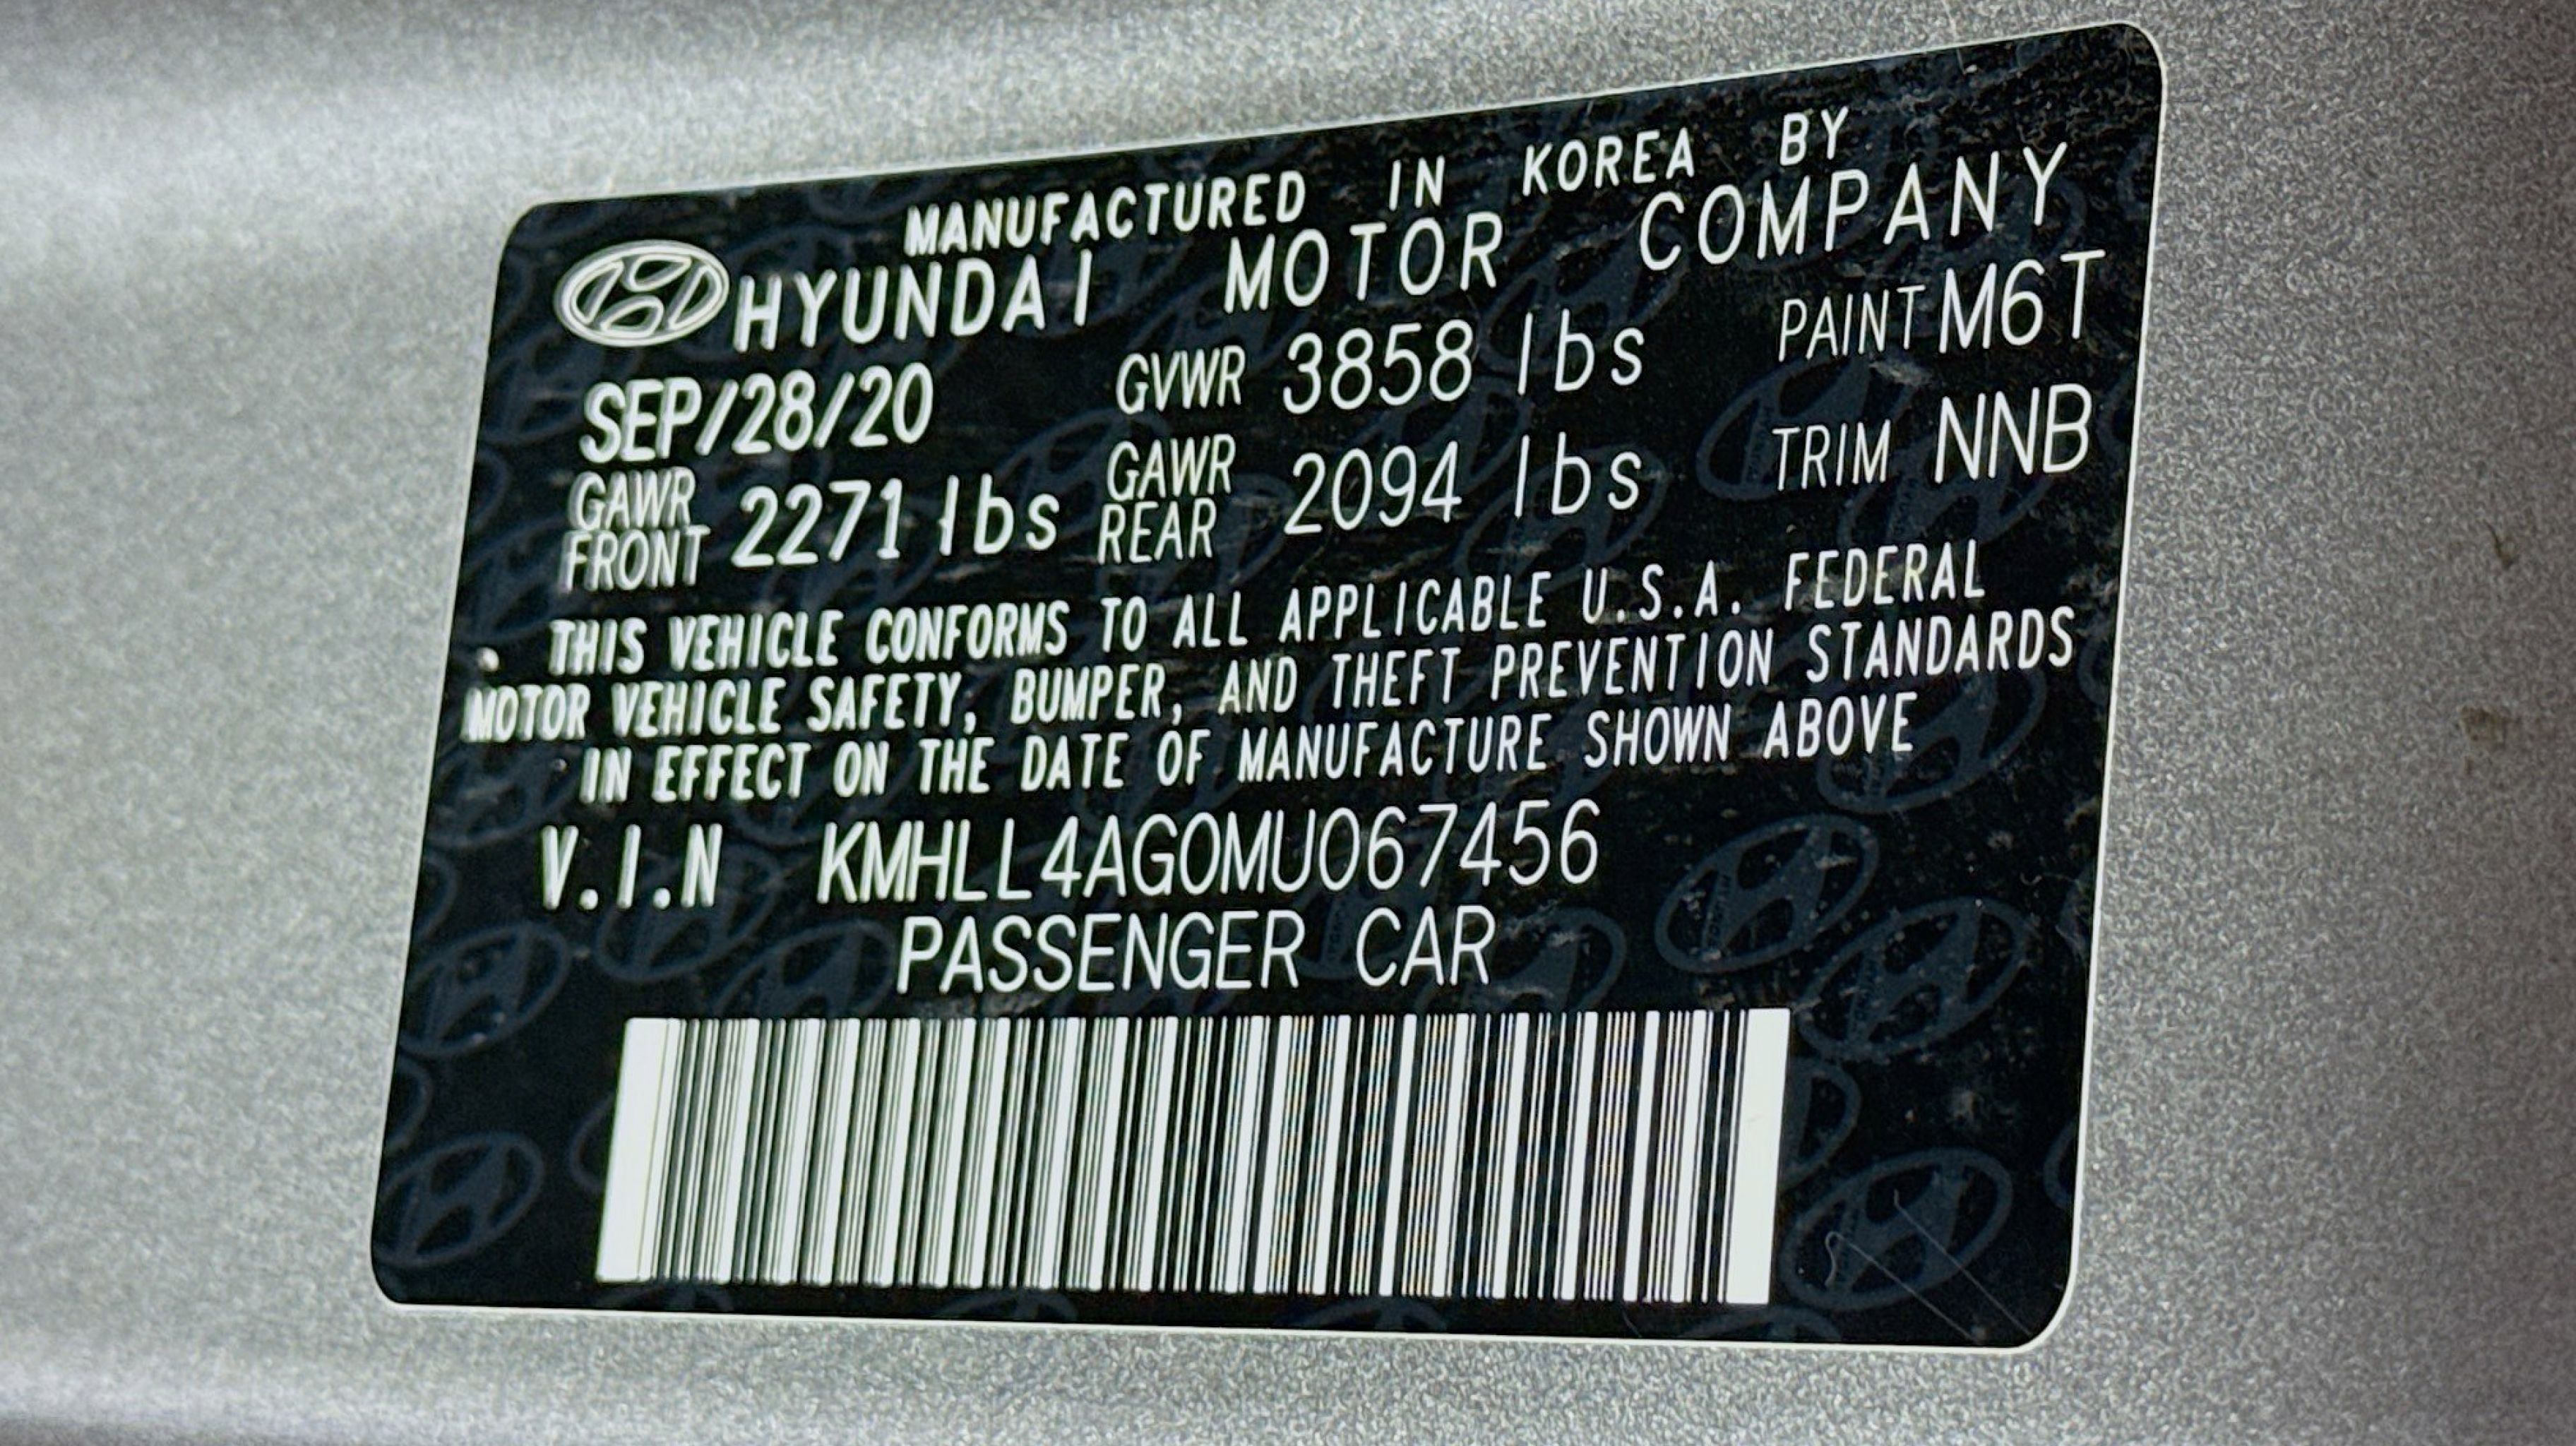 MANUFACTURED IN KOREA BY
HYUNDAI MOTOR COMPANY
SEP/28/20 GVWR 3858 lbs PAINT M6T
GAWR FRONT 2271 lbs GAWR REAR 2094 lbs TRIM NNB
THIS VEHICLE CONFORMS TO ALL APPLICABLE U.S.A. FEDERAL
MOTOR VEHICLE SAFETY, BUMPER, AND THEFT PREVENTION STANDARDS
IN EFFECT ON THE DATE OF MANUFACTURE SHOWN ABOVE
V.I.N KMHLL4AG0MU067456
PASSENGER CAR